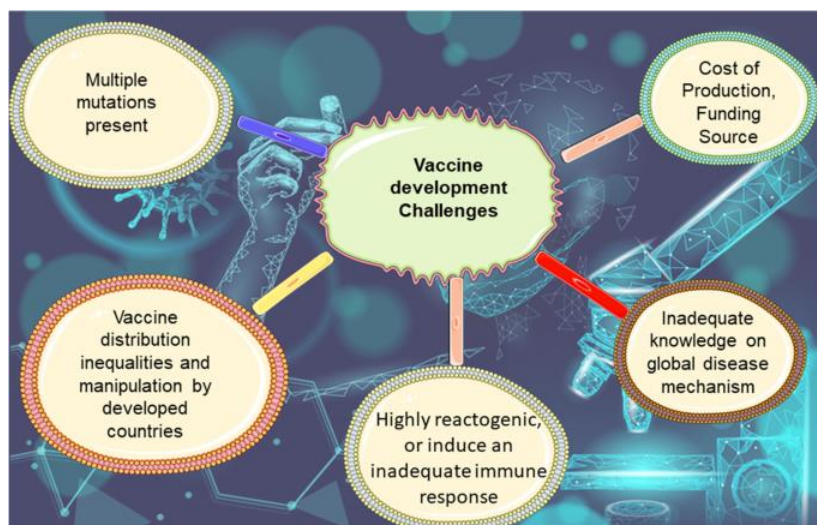 Multiple
mutations
present
Cost of
Production,
Funding
Source
Vaccine
development
Challenges
Vaccine
distribution
inequalities and
manipulation by
developed
countries
Inadequate
knowledge on
global disease
mechanism
Highly reactogenic,
or induce an
inadequate immune
response